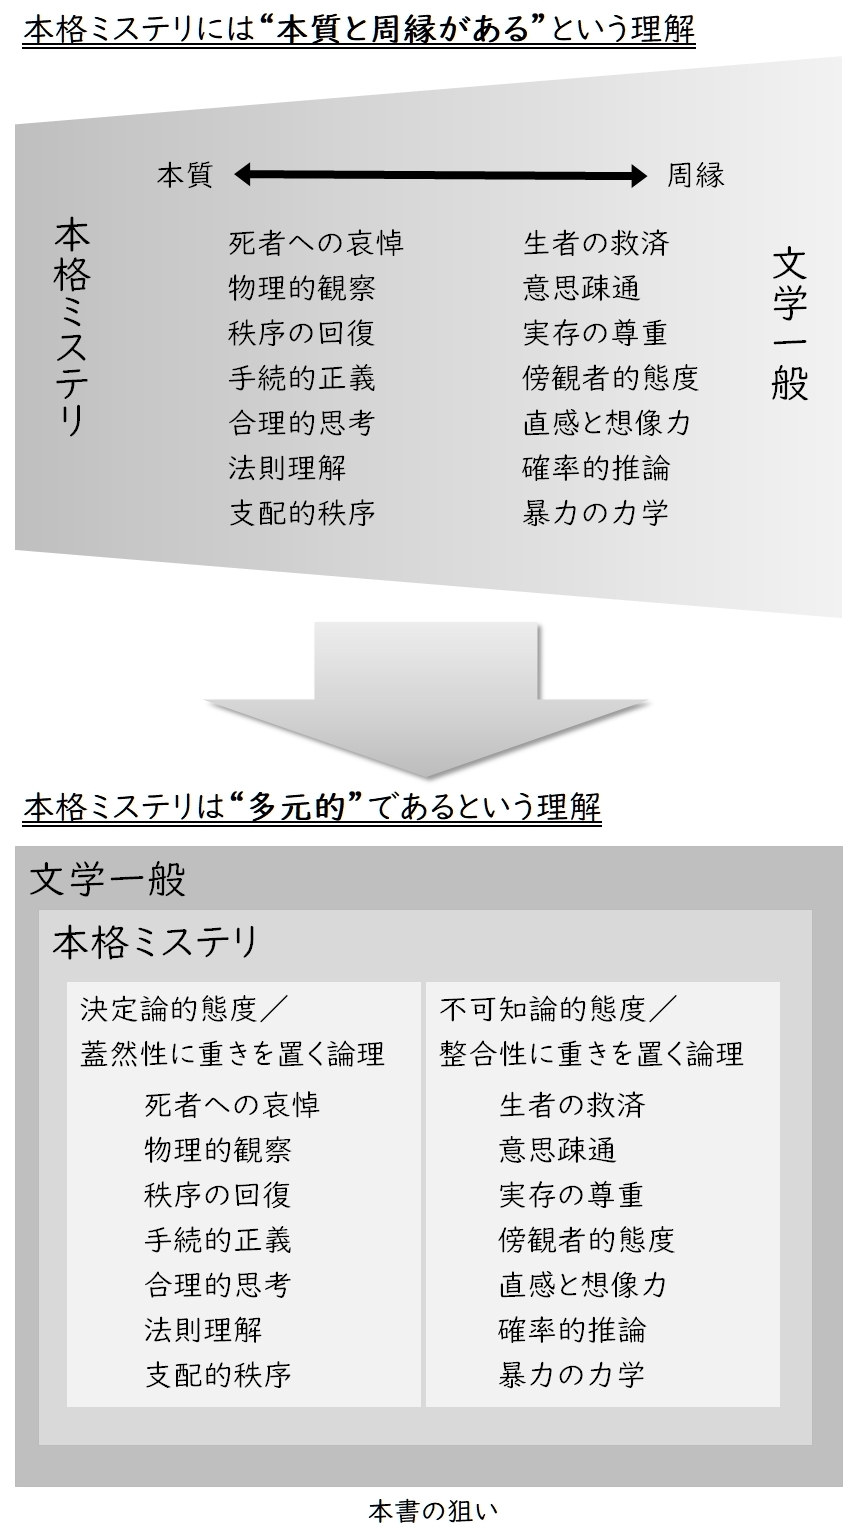 本格ミステリには“本質と周縁がある”という理解
本質
周縁
本格ミステリ
死者への哀悼
物理的観察
秩序の回復
手続的正義
合理的思考
法則理解
支配的秩序
生者の救済
意思疎通
実存の尊重
傍観者的態度
直感と想像力
確率的推論
暴力の力学
文学一般
本格ミステリは“多元的”であるという理解
文学一般
本格ミステリ
決定論的態度／
蓋然性に重きを置く論理
死者への哀悼
物理的観察
秩序の回復
手続的正義
合理的思考
法則理解
支配的秩序
不可知論的態度／
整合性に重きを置く論理
生者の救済
意思疎通
実存の尊重
傍観者的態度
直感と想像力
確率的推論
暴力の力学
本書の狙い